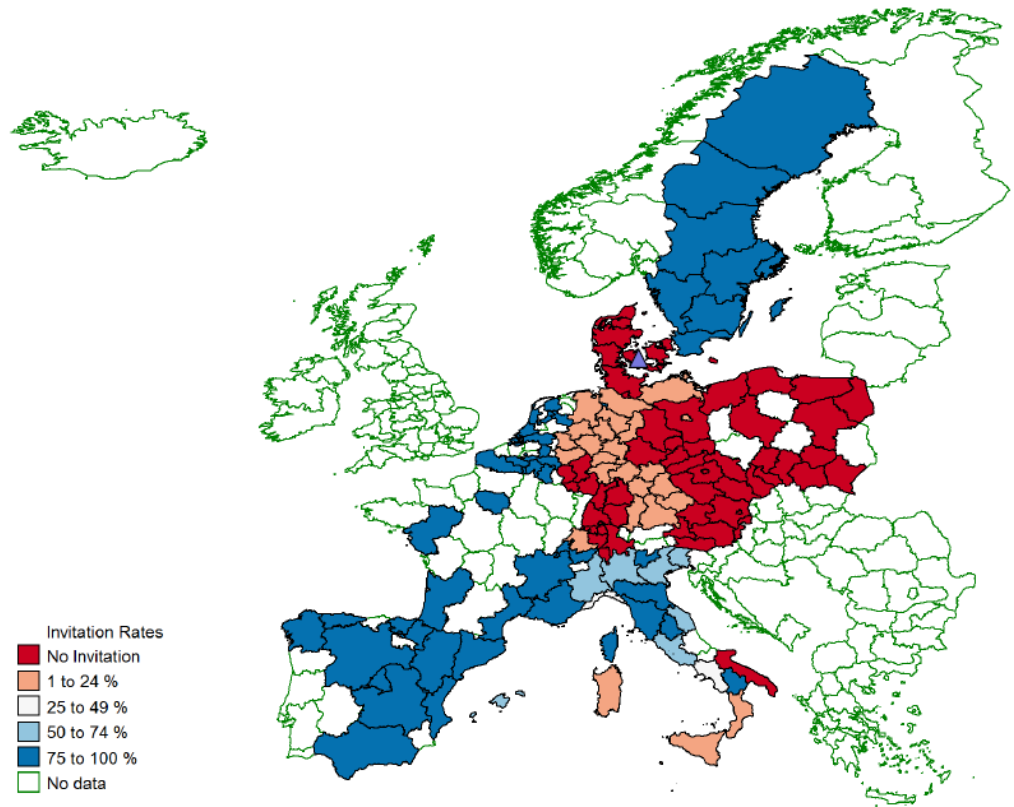 Invitation Rates
No Invitation
1 to 24 %
25 to 49 %
50 to 74 %
75 to 100 %
No data